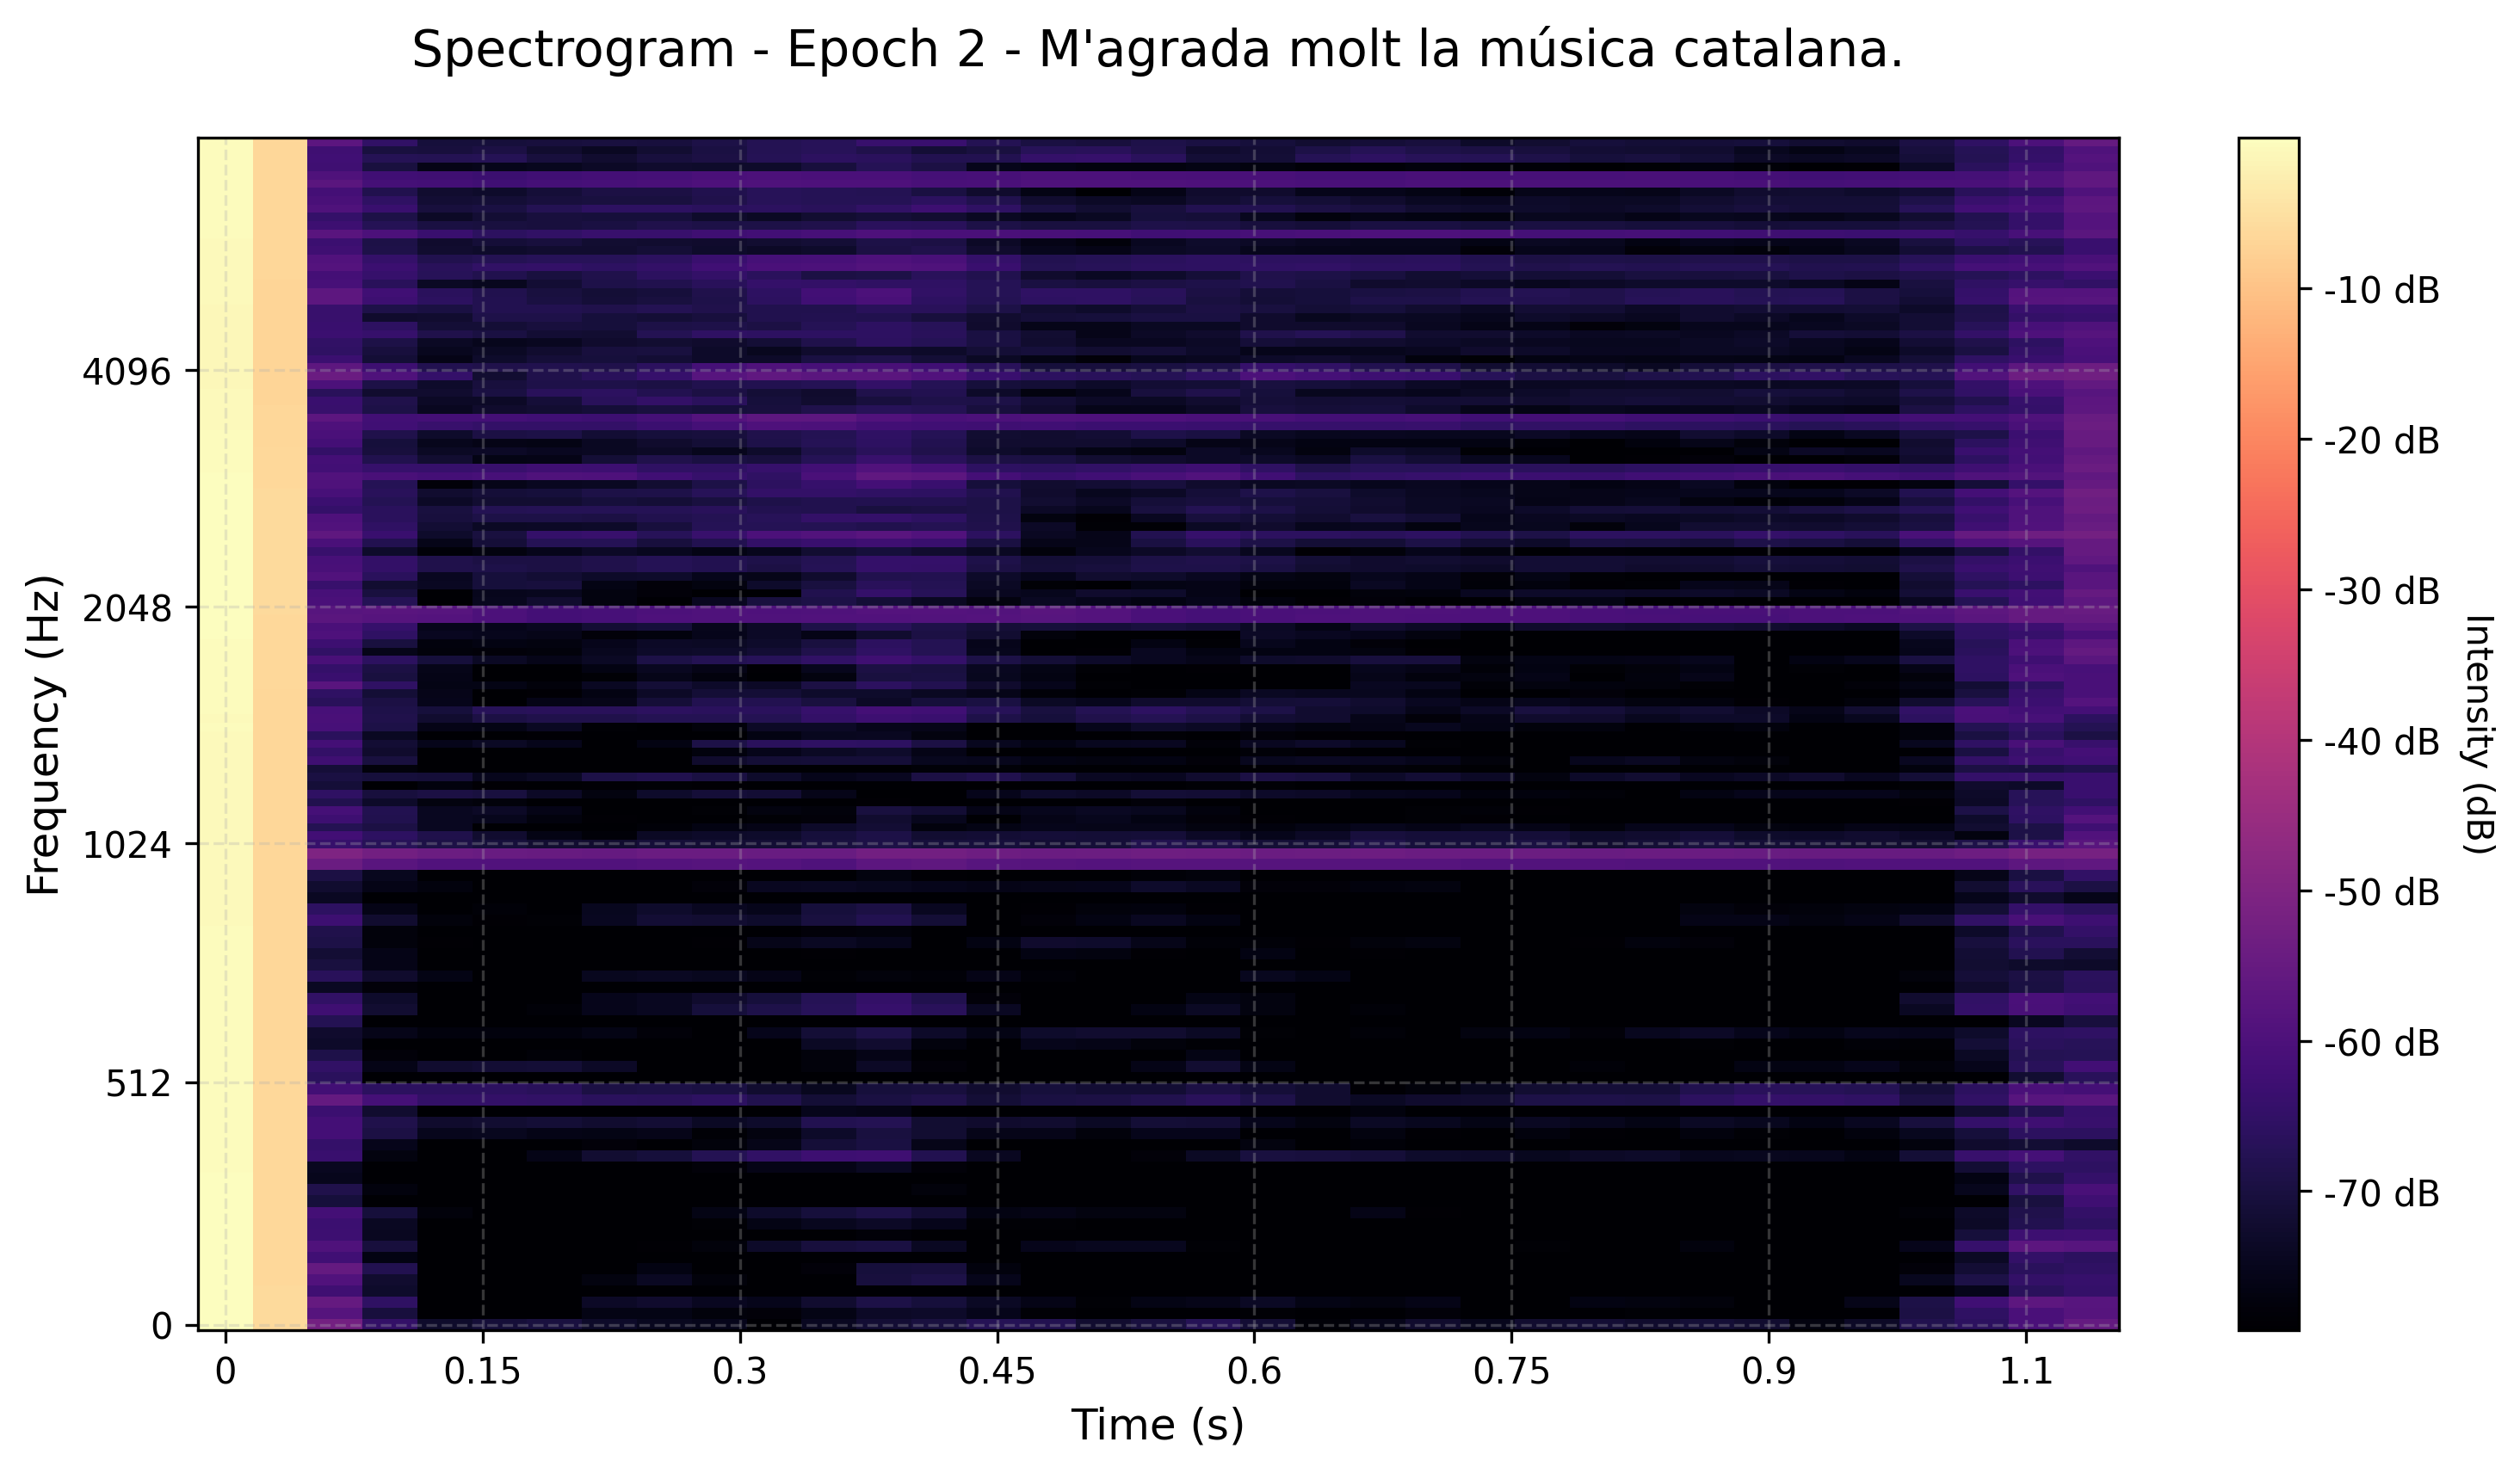 Spectrogram - Epoch 2 - M'agrada molt la música catalana.
Frequency (Hz)
4096
2048
1024
512
0
0 0.15 0.3 0.45 0.6 0.75 0.9 1.1
Time (s)
-10 dB
-20 dB
-30 dB
-40 dB
-50 dB
-60 dB
-70 dB
Intensity (dB)